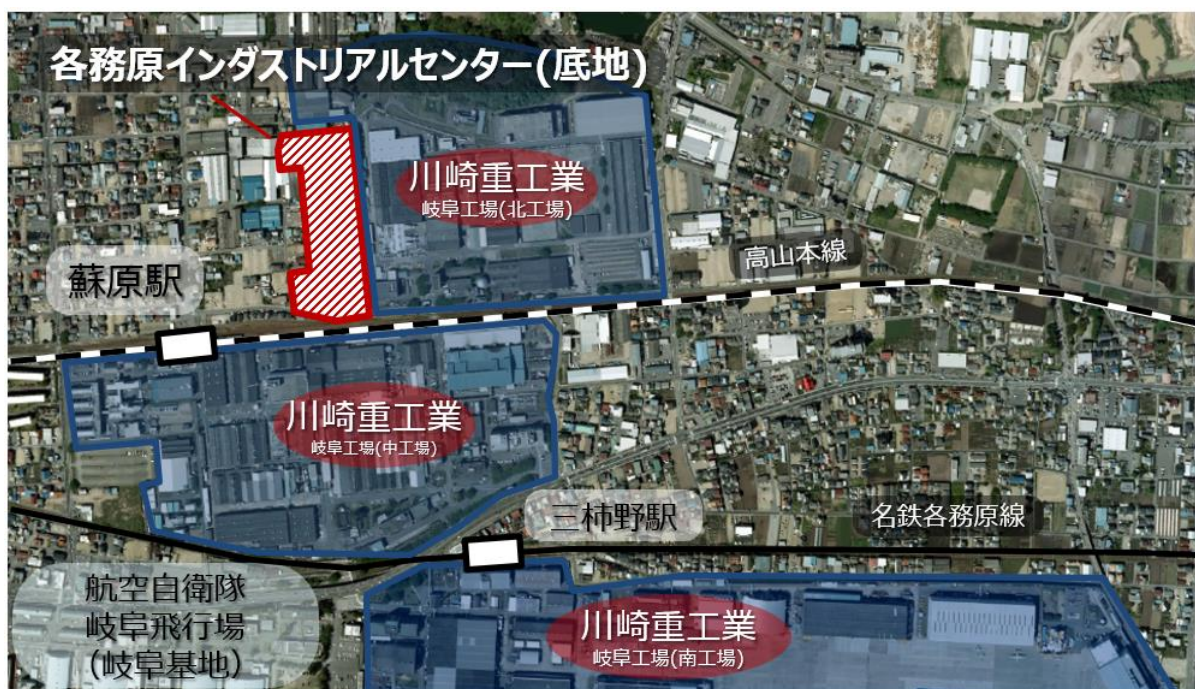 各務原インダストリアルセンター(底地)
川崎重工業
岐阜工場(北工場)
高山本線
蘇原駅
川崎重工業
岐阜工場(中工場)
三柿野駅
名鉄各務原線
航空自衛隊
岐阜飛行場
(岐阜基地)
川崎重工業
岐阜工場(南工場)